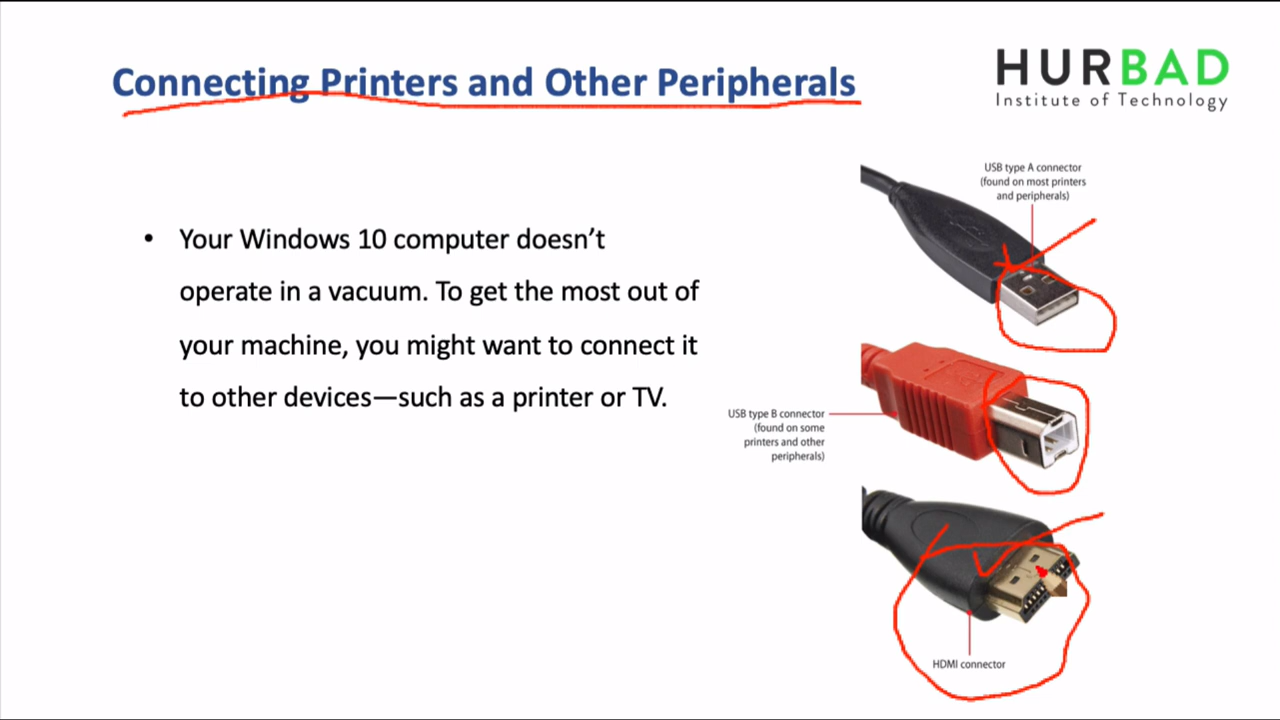 Connecting Printers and Other Peripherals
HURBAD
Institute of Technology
• Your Windows 10 computer doesn’t
operate in a vacuum. To get the most out of
your machine, you might want to connect it
to other devices—such as a printer or TV.
USB type A connector
(found on most printers
and peripherals)
USB type B connector
(found on some
printers and other
peripherals)
HDMI connector